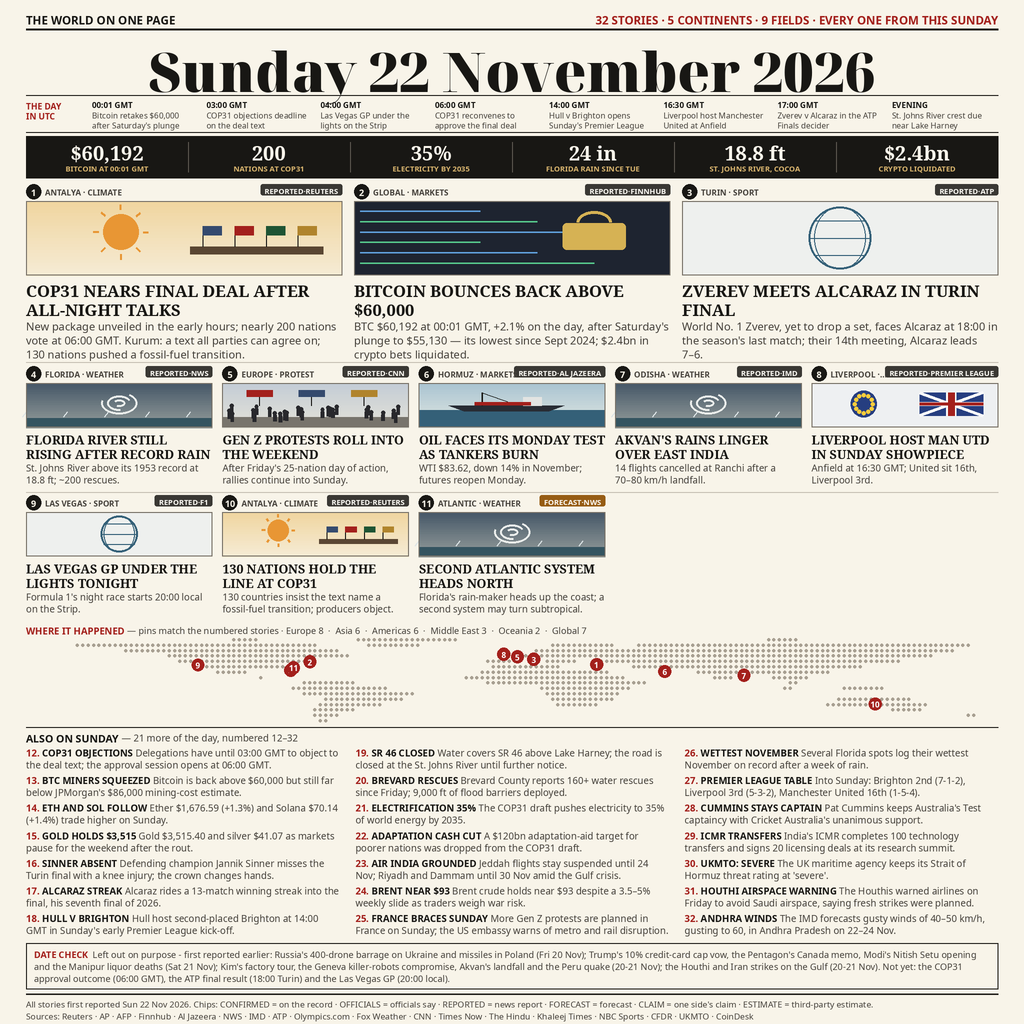 THE WORLD ON ONE PAGE
32 STORIES · 5 CONTINENTS · 9 FIELDS · EVERY ONE FROM THIS SUNDAY
Sunday 22 November 2026
THE DAY
IN UTC
00:01 GMT
Bitcoin retakes $60,000
after Saturday's plunge
03:00 GMT
COP31 objections deadline
on the deal text
04:00 GMT
Las Vegas GP under the
lights on the Strip
06:00 GMT
COP31 reconvenes to
approve the final deal
14:00 GMT
Hull v Brighton opens
Sunday's Premier League
16:30 GMT
Liverpool host Manchester
United at Anfield
17:00 GMT
Zverev v Alcaraz in the ATP
Finals decider
EVENING
St. Johns River crest due
near Lake Harney
$60,192
BITCOIN AT 00:01 GMT
200
NATIONS AT COP31
35%
ELECTRICITY BY 2035
24 in
FLORIDA RAIN SINCE TUE
18.8 ft
ST. JOHNS RIVER, COCOA
$2.4bn
CRYPTO LIQUIDATED
1 ANTALYA · CLIMATE REPORTED·REUTERS
COP31 NEARS FINAL DEAL AFTER
ALL-NIGHT TALKS
New package unveiled in the early hours; nearly 200 nations
vote at 06:00 GMT. Kurum: a text all parties can agree on;
130 nations pushed a fossil-fuel transition.
2 GLOBAL · MARKETS REPORTED·FINNHUB
BITCOIN BOUNCES BACK ABOVE
$60,000
BTC $60,192 at 00:01 GMT, +2.1% on the day, after Saturday's
plunge to $55,130 — its lowest since Sept 2024; $2.4bn in
crypto bets liquidated.
3 TURIN · SPORT REPORTED·ATP
ZVEREV MEETS ALCARAZ IN TURIN
FINAL
World No. 1 Zverev, yet to drop a set, faces Alcaraz at 18:00 in
the season's last match; their 14th meeting, Alcaraz leads
7–6.
4 FLORIDA · WEATHER REPORTED·NWS
FLORIDA RIVER STILL
RISING AFTER RECORD RAIN
St. Johns River above its 1953 record at
18.8 ft; ~200 rescues.
5 EUROPE · PROTEST REPORTED·CNN
GEN Z PROTESTS ROLL INTO
THE WEEKEND
After Friday's 25-nation day of action,
rallies continue into Sunday.
6 HORMUZ · MARKETS REPORTED·AL JAZEERA
OIL FACES ITS MONDAY TEST
AS TANKERS BURN
WTI $83.62, down 14% in November;
futures reopen Monday.
7 ODISHA · WEATHER REPORTED·IMD
AKVAN'S RAINS LINGER
OVER EAST INDIA
14 flights cancelled at Ranchi after a
70–80 km/h landfall.
8 LIVERPOOL ·… REPORTED·PREMIER LEAGUE
LIVERPOOL HOST MAN UTD
IN SUNDAY SHOWPIECE
Anfield at 16:30 GMT; United sit 16th,
Liverpool 3rd.
9 LAS VEGAS · SPORT REPORTED·F1
LAS VEGAS GP UNDER THE
LIGHTS TONIGHT
Formula 1's night race starts 20:00 local
on the Strip.
10 ANTALYA · CLIMATE REPORTED·REUTERS
130 NATIONS HOLD THE
LINE AT COP31
130 countries insist the text name a
fossil-fuel transition; producers object.
11 ATLANTIC · WEATHER FORECAST·NWS
SECOND ATLANTIC SYSTEM
HEADS NORTH
Florida's rain-maker heads up the coast; a
second system may turn subtropical.
WHERE IT HAPPENED — pins match the numbered stories · Europe 8 · Asia 6 · Americas 6 · Middle East 3 · Oceania 2 · Global 7
9
11
2
8
5
3
1
6
7
10
ALSO ON SUNDAY — 21 more of the day, numbered 12–32
12. COP31 OBJECTIONS Delegations have until 03:00 GMT to object to
the deal text; the approval session opens at 06:00 GMT.
13. BTC MINERS SQUEEZED Bitcoin is back above $60,000 but still far
below JPMorgan's $86,000 mining-cost estimate.
14. ETH AND SOL FOLLOW Ether $1,676.59 (+1.3%) and Solana $70.14
(+1.4%) trade higher on Sunday.
15. GOLD HOLDS $3,515 Gold $3,515.40 and silver $41.07 as markets
pause for the weekend after the rout.
16. SINNER ABSENT Defending champion Jannik Sinner misses the
Turin final with a knee injury; the crown changes hands.
17. ALCARAZ STREAK Alcaraz rides a 13-match winning streak into the
final, his seventh final of 2026.
18. HULL V BRIGHTON Hull host second-placed Brighton at 14:00
GMT in Sunday's early Premier League kick-off.
19. SR 46 CLOSED Water covers SR 46 above Lake Harney; the road is
closed at the St. Johns River until further notice.
20. BREVARD RESCUES Brevard County reports 160+ water rescues
since Friday; 9,000ft of flood barriers deployed.
21. ELECTRIFICATION 35% The COP31 draft pushes electricity to 35%
of world energy by 2035.
22. ADAPTATION CASH CUT A $120bn adaptation-aid target for
poorer nations was dropped from the COP31 draft.
23. AIR INDIA GROUNDED Jeddah flights stay suspended until 24
Nov; Riyadh and Dammam until 30 Nov amid the Gulf crisis.
24. BRENT NEAR $93 Brent crude holds near $93 despite a 3.5–5%
weekly slide as traders weigh war risk.
25. FRANCE BRACES SUNDAY More Gen Z protests are planned in
France on Sunday; the US embassy warns of metro and rail disruption.
26. WETTEST NOVEMBER Several Florida spots log their wettest
November on record after a week of rain.
27. PREMIER LEAGUE TABLE Into Sunday: Brighton 2nd (7-1-2),
Liverpool 3rd (5-3-2), Manchester United 16th (1-5-4).
28. CUMMINS STAYS CAPTAIN Pat Cummins keeps Australia's Test
captaincy with Cricket Australia's unanimous support.
29. ICMR TRANSFERS India's ICMR completes 100 technology
transfers and signs 20 licensing deals at its research summit.
30. UKMTO: SEVERE The UK maritime agency keeps its Strait of
Hormuz threat rating at 'severe'.
31. HOUTHI AIRSPACE WARNING The Houthis warned airlines on
Friday to avoid Saudi airspace, saying fresh strikes were planned.
32. ANDHRA WINDS The IMD forecasts gusty winds of 40–50 km/h,
gusting to 60, in Andhra Pradesh on 22–24 Nov.
DATE CHECK Left out on purpose - first reported earlier: Russia's 400-drone barrage on Ukraine and missiles in Poland (Fri 20 Nov); Trump's 10% credit-card cap vow, the Pentagon's Canada memo, Modi's Nitish Setu opening
and the Manipur liquor deaths (Sat 21 Nov); Kim's factory tour, the Geneva killer-robots compromise, Akvan's landfall and the Peru quake (20-21 Nov); the Houthi and Iran strikes on the Gulf (20-21 Nov). Not yet: the COP31
approval outcome (06:00 GMT), the ATP final result (18:00 Turin) and the Las Vegas GP (20:00 local).
All stories first reported Sun 22 Nov 2026. Chips: CONFIRMED = on the record · OFFICIALS = officials say · REPORTED = news report · FORECAST = forecast · CLAIM = one side's claim · ESTIMATE = third-party estimate.
Sources: Reuters · AP · AFP · Finnhub · Al Jazeera · NWS · IMD · ATP · Olympics.com · Fox Weather · CNN · Times Now · The Hindu · Khaleej Times · NBC Sports · CFDR · UKMTO · CoinDesk